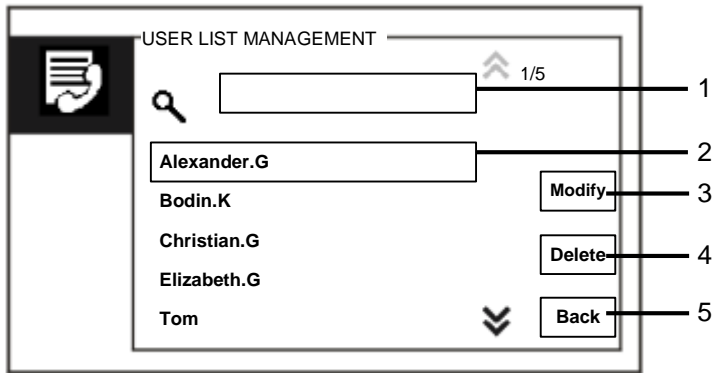 USER LIST MANAGEMENT
1/5
1
Alexander.G
2
Bodin.K
Modify
3
Christian.G
Delete
4
Elizabeth.G
Tom
Back
5